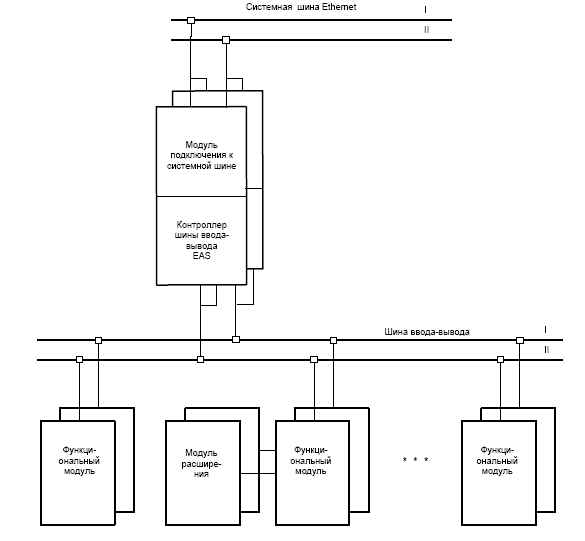 Системная шина Ethernet
I
II
Модуль
подключения к
системной шине
Контроллер
шины ввода-
вывода
EAS
Шина ввода-вывода
I
II
Функци-
ональный
модуль
Модуль
расшире-
ния
Функци-
ональный
модуль
* * *
Функци-
ональный
модуль